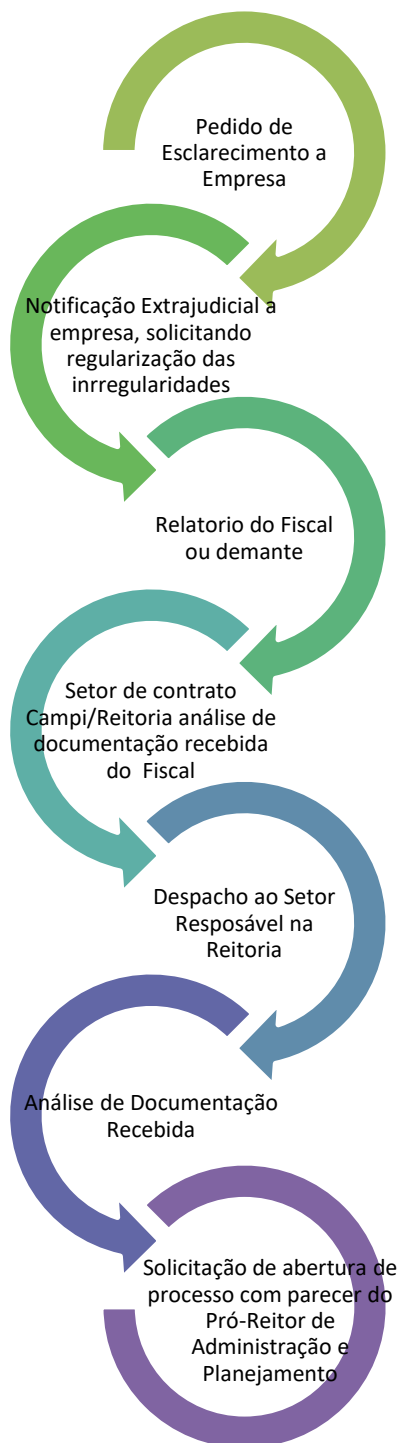 Pedido de
Esclarecimento a
Empresa
Notificação Extrajudicial a
empresa, solicitando
regularização das
inrregularidades
Relatorio do Fiscal
ou demante
Setor de contrato
Campi/Reitoria análise de
documentação recebida
do Fiscal
Despacho ao Setor
Resposável na
Reitoria
Análise de Documentação
Recebida
Solicitação de abertura de
processo com parecer do
Pró-Reitor de
Administração e
Planejamento